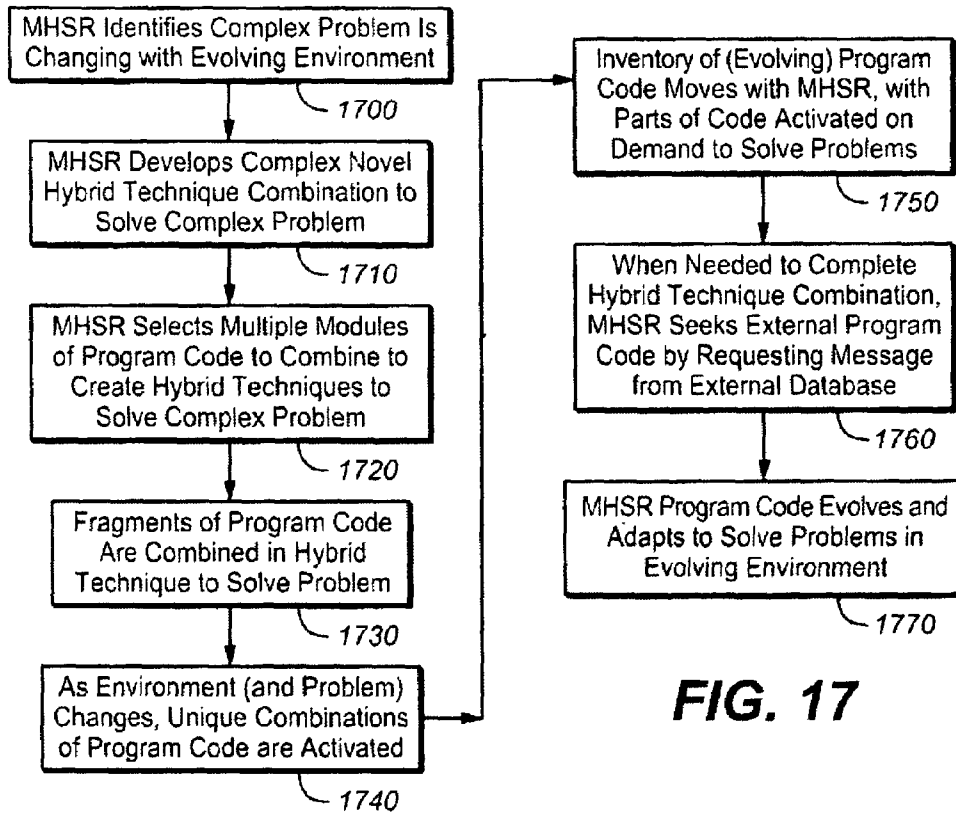 MHSR Identifies Complex Problem Is
Changing with Evolving Environment
1700
MHSR Develops Complex Novel
Hybrid Technique Combination to
Solve Complex Problem
1710
MHSR Selects Multiple Modules
of Program Code to Combine to
Create Hybrid Techniques to
Solve Complex Problem
1720
Fragments of Program Code
Are Combined in Hybrid
Technique to Solve Problem
1730
As Environment (and Problem)
Changes, Unique Combinations
of Program Code are Activated
1740
Inventory of (Evolving) Program
Code Moves with MHSR, with
Parts of Code Activated on
Demand to Solve Problems
1750
When Needed to Complete
Hybrid Technique Combination,
MHSR Seeks External Program
Code by Requesting Message
from External Database
1760
MHSR Program Code Evolves and
Adapts to Solve Problems in
Evolving Environment
1770
FIG. 17